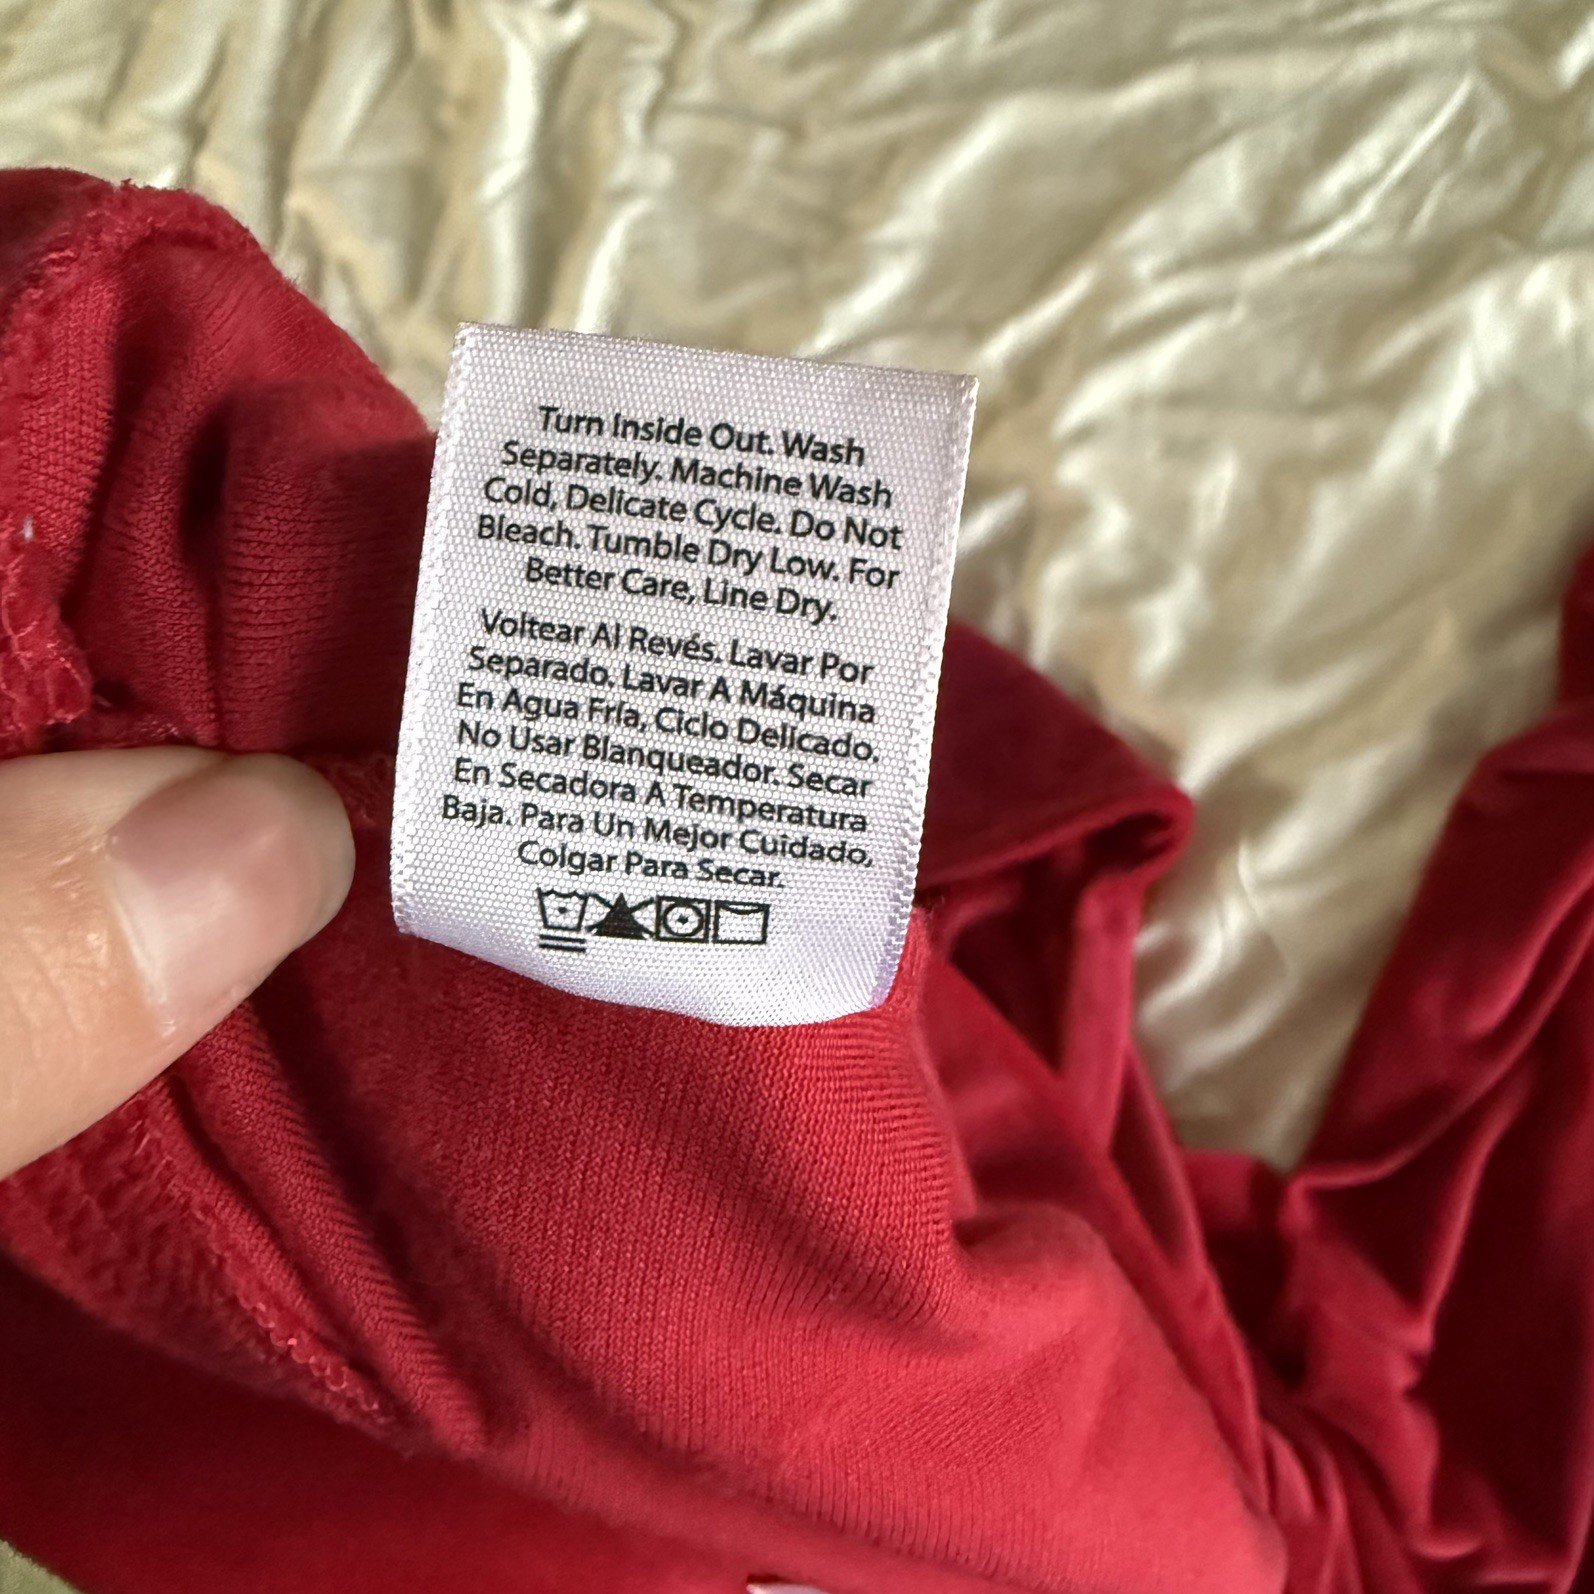 Turn Inside Out. Wash
Separately. Machine Wash
Cold, Delicate Cycle. Do Not
Bleach. Tumble Dry Low. For
Better Care, Line Dry.
Voltear Al Revés. Lavar Por
Separado. Lavar A Máquina
En Agua Fría, Ciclo Delicado.
No Usar Blanqueador. Secar
En Secadora A Temperatura
Baja. Para Un Mejor Cuidado,
Colgar Para Secar.